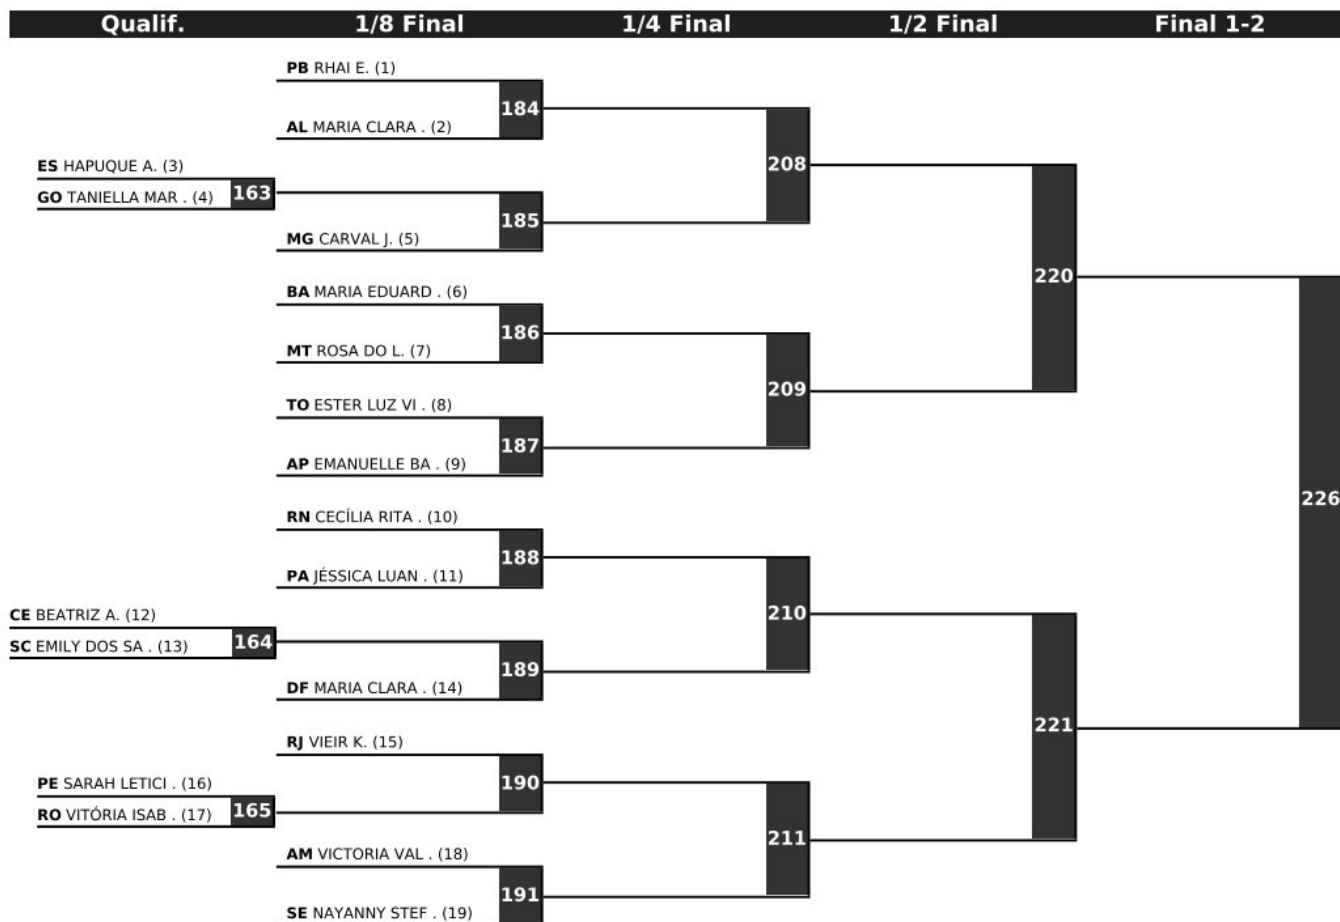 Qualif. 1/8 Final 1/4 Final 1/2 Final Final 1-2
PB RHAI E. (1)
184
AL MARIA CLARA . (2)
208
ES HAPUQUE A. (3)
GO TANIELLA MAR . (4) 163
185
MG CARVAL J. (5)
220
BA MARIA EDUARD . (6)
186
MT ROSA DO L. (7)
209
TO ESTER LUZ VI . (8)
187
AP EMANUELLE BA . (9)
226
RN CECÍLIA RITA . (10)
188
PA JÉSSICA LUAN . (11)
210
CE BEATRIZ A. (12)
SC EMILY DOS SA . (13) 164
189
DF MARIA CLARA . (14)
221
RJ VIEIR K. (15)
190
PE SARAH LETICI . (16)
RO VITÓRIA ISAB . (17) 165
211
AM VICTORIA VAL . (18)
191
SE NAYANNY STEF . (19)